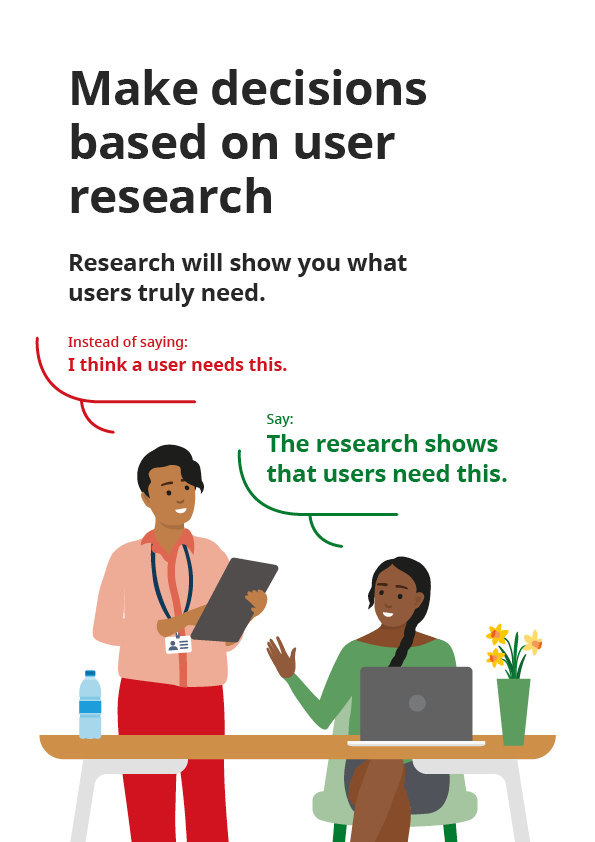 Make decisions
based on user
research
Research will show you what
users truly need.
Instead of saying:
I think a user needs this.
Say:
The research shows
that users need this.